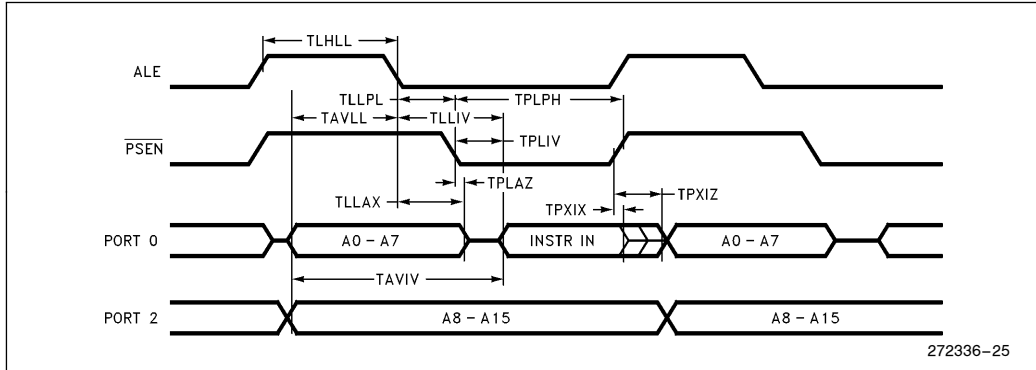 TLHLL
ALE
TLLPL
TPLPH
TAVLL
TLLIV
PSEN
TPLIV
TPLAZ
TLLAX
TPXIZ
TPXIX
PORT 0
A0 – A7
INSTR IN
A0 – A7
TAVIV
PORT 2
A8 – A15
A8 – A15
272336–25